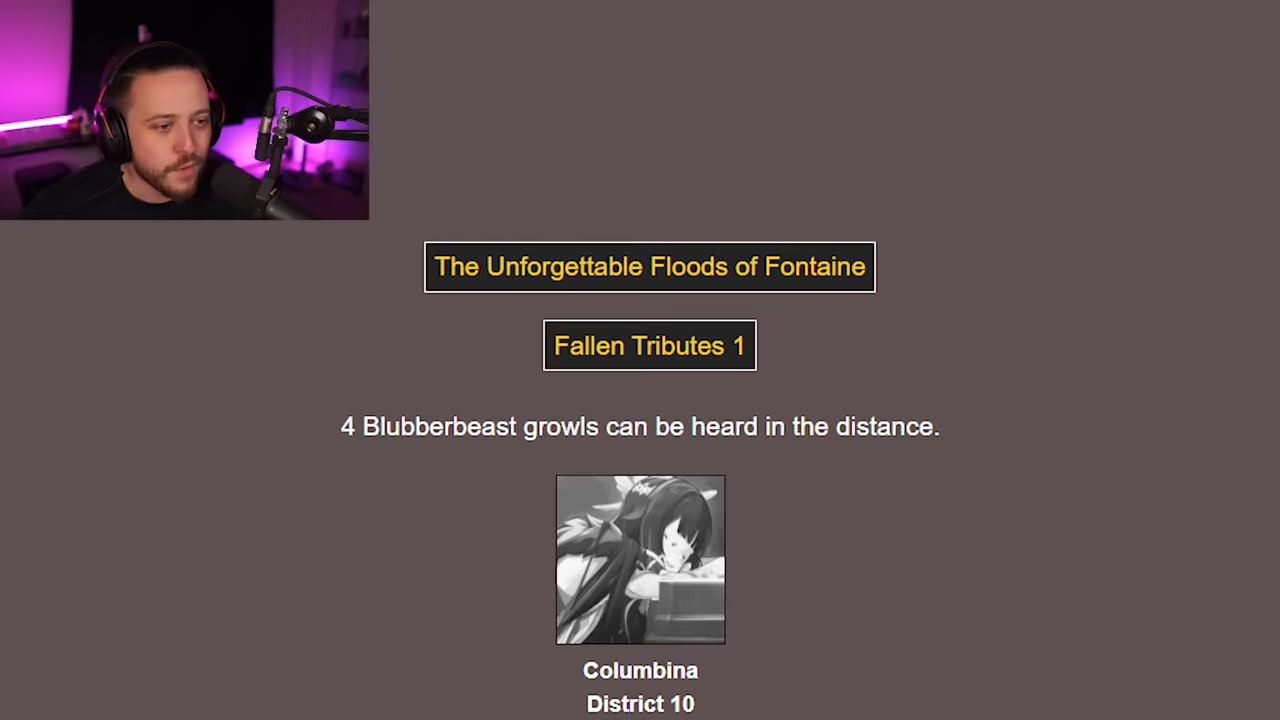 The Unforgettable Floods of Fontaine
Fallen Tributes 1
4 Blubberbeast growls can be heard in the distance.
Columbina
District 10